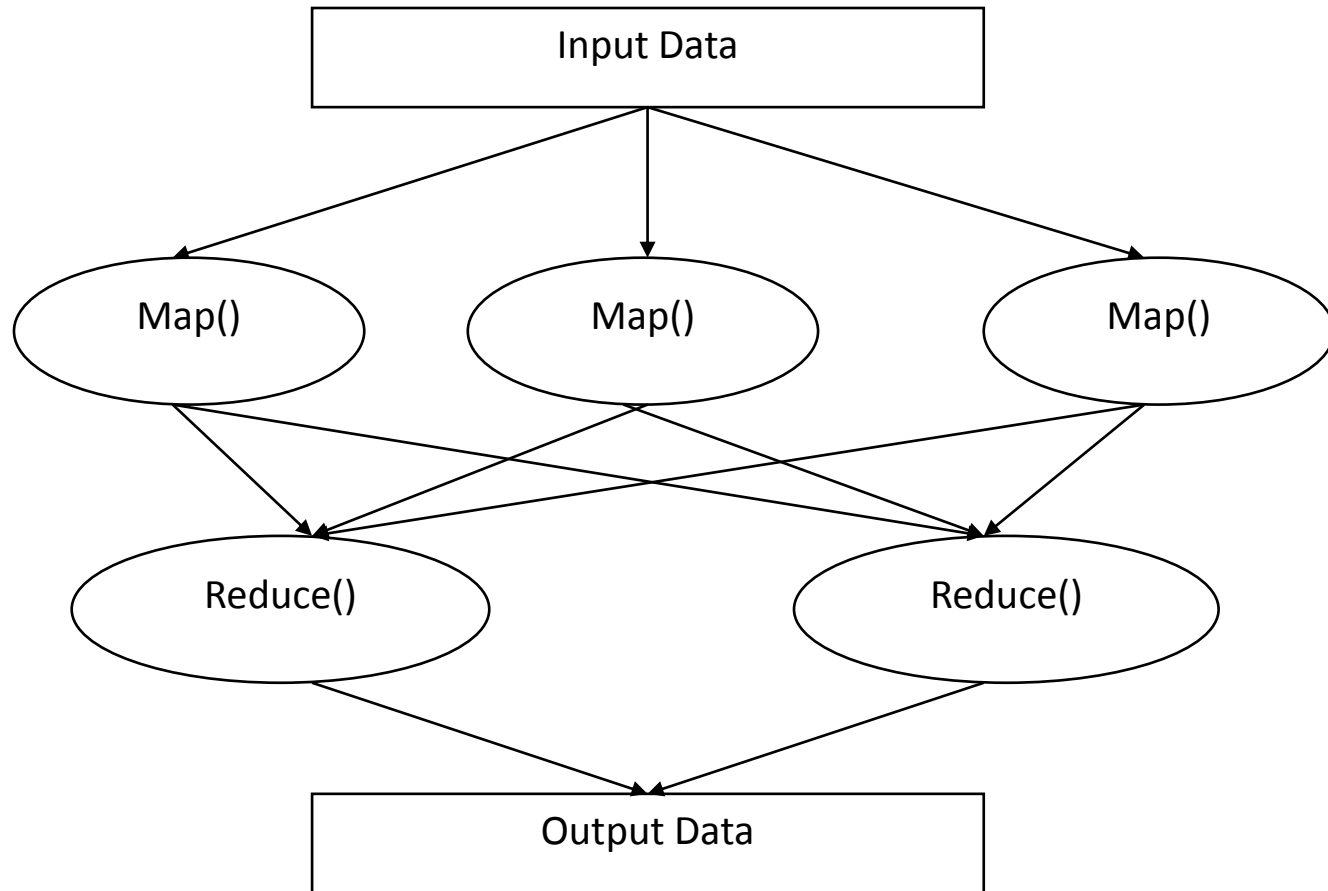 Input Data
Map()
Map()
Map()
Reduce()
Reduce()
Output Data